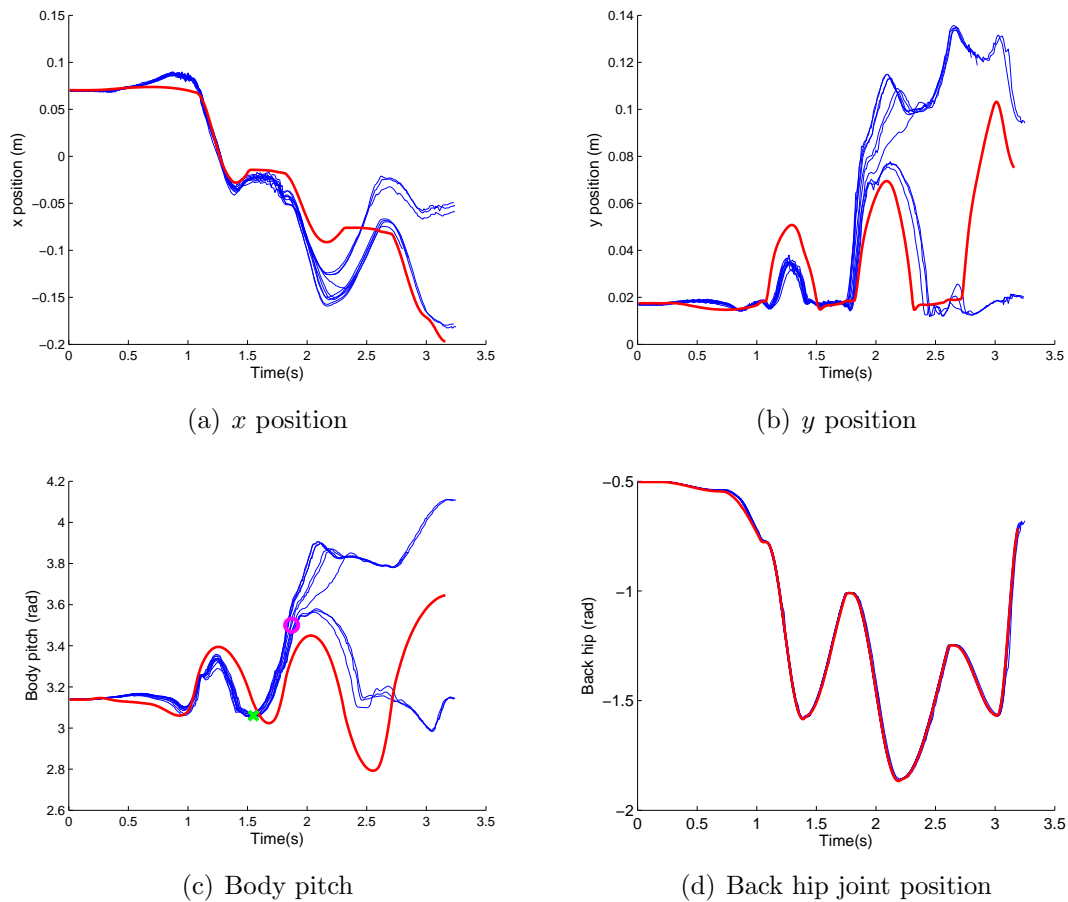 0.15
0.1
0.05
0
−0.05
−0.1
−0.15
−0.2
0 0.5 1 1.5 2 2.5 3 3.5
x position (m)
Time(s)
(a) x position
0.14
0.12
0.1
0.08
0.06
0.04
0.02
0
0 0.5 1 1.5 2 2.5 3 3.5
y position (m)
Time(s)
(b) y position
4.2
4
3.8
3.6
3.4
3.2
3
2.8
2.6
0 0.5 1 1.5 2 2.5 3 3.5
Body pitch (rad)
Time(s)
(c) Body pitch
−0.5
−1
−1.5
−2
0 0.5 1 1.5 2 2.5 3 3.5
Back hip (rad)
Time(s)
(d) Back hip joint position